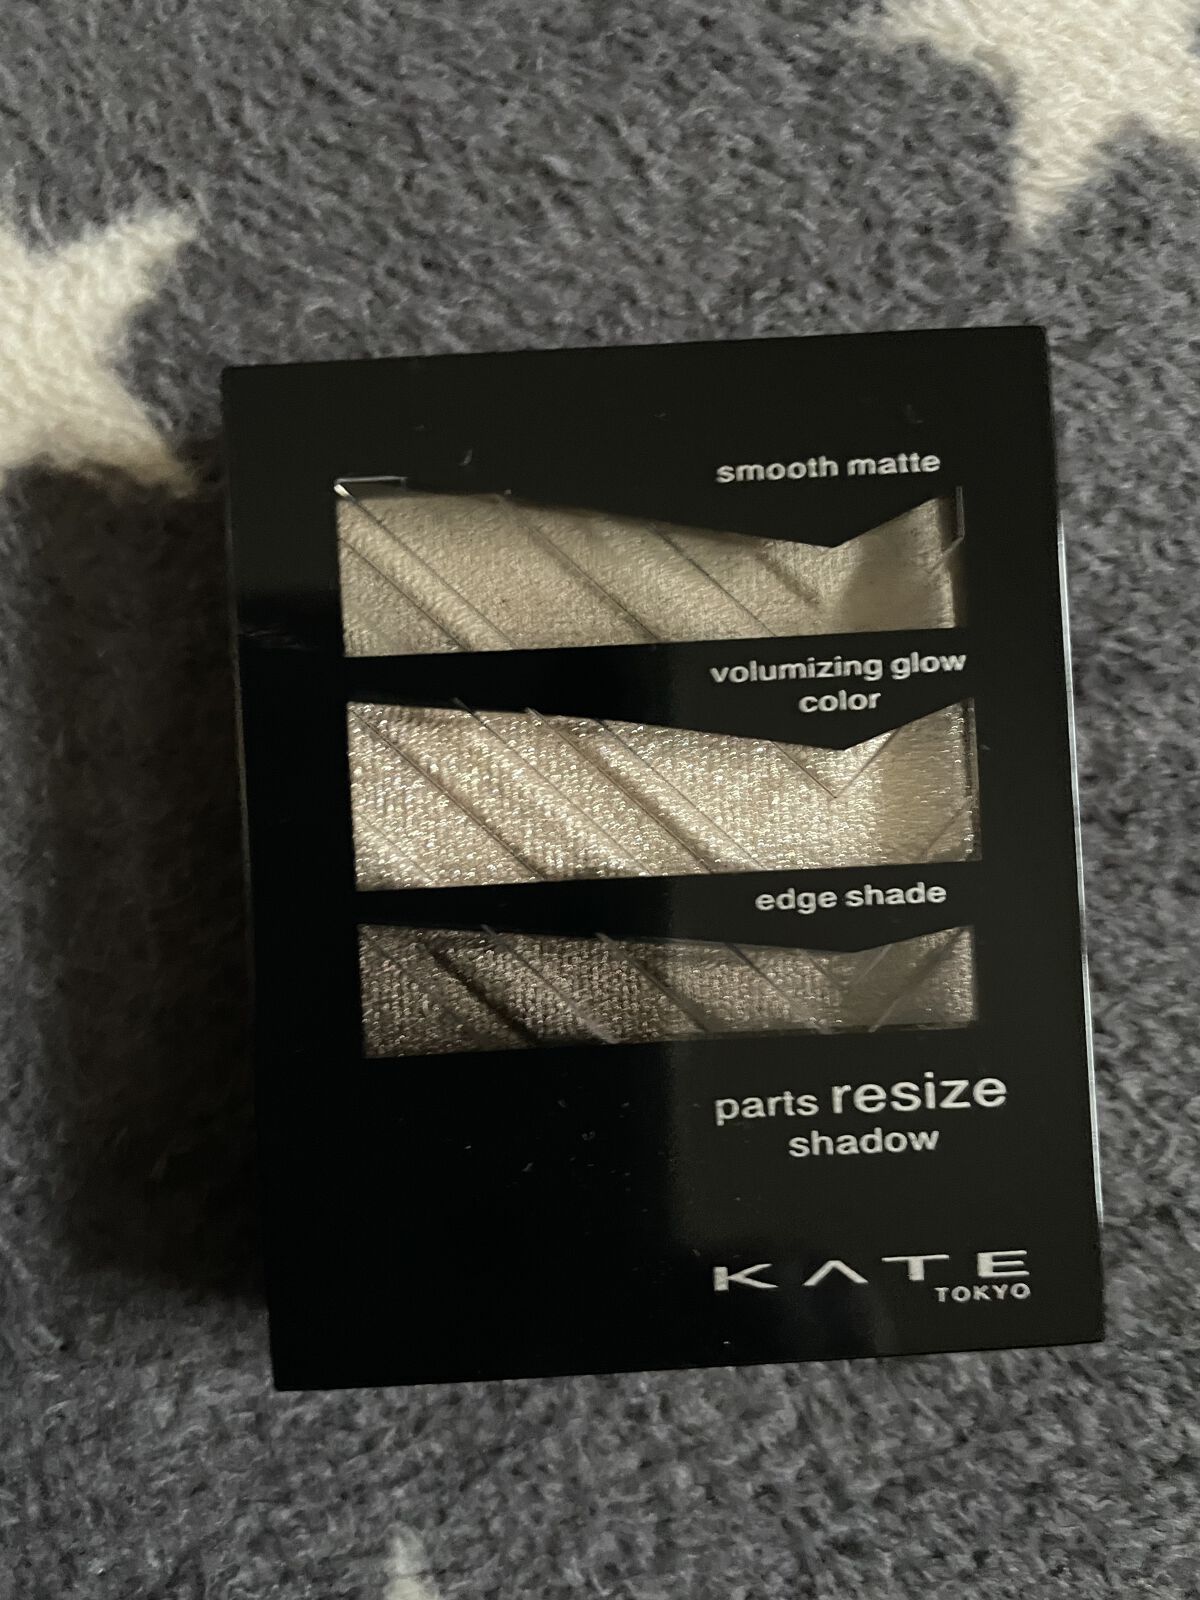 smooth matte
volumizing glow
color
edge shade
parts resize
shadow
KATE
TOKYO